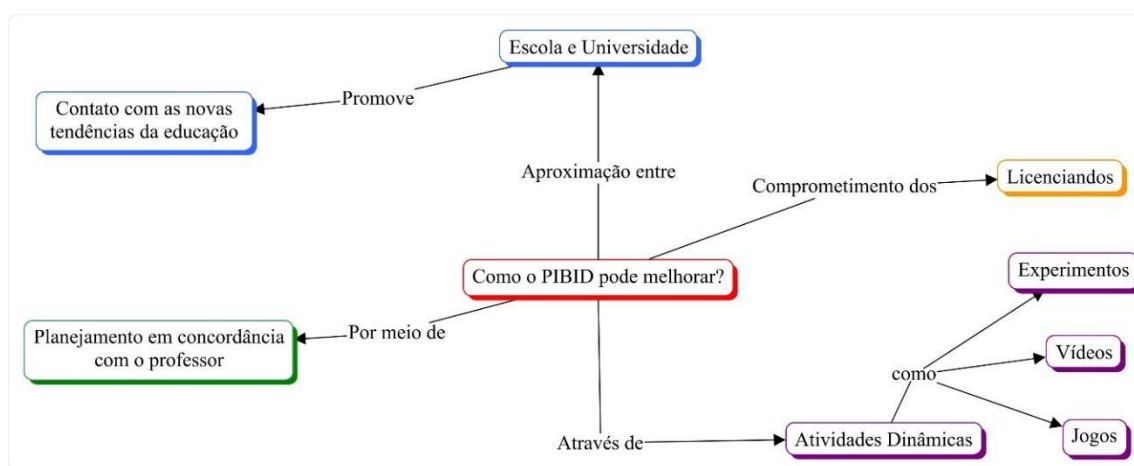 Escola e Universidade
Promove
Contato com as novas
tendências da educação
Aproximação entre
Comprometimento dos
Licenciandos
Como o PIBID pode melhorar?
Experimentos
Por meio de
Planejamento em concordância
com o professor
Vídeos
como
Através de
Atividades Dinâmicas
Jogos